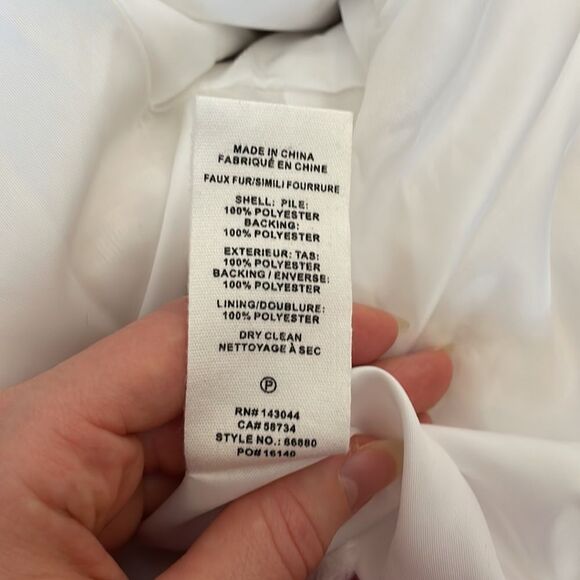 MADE IN CHINA
FABRIQUÉ EN CHINE
FAUX FUR/SIMILI FOURRURE
SHELL: PILE:
100% POLYESTER
BACKING:
100% POLYESTER
EXTERIEUR: TAS:
100% POLYESTER
BACKING / ENVERSE:
100% POLYESTER
LINING/DOUBLURE:
100% POLYESTER
DRY CLEAN
NETTOYAGE À SEC
P
RN# 143044
CA# 58734
STYLE NO.: 86880
PO# 16140